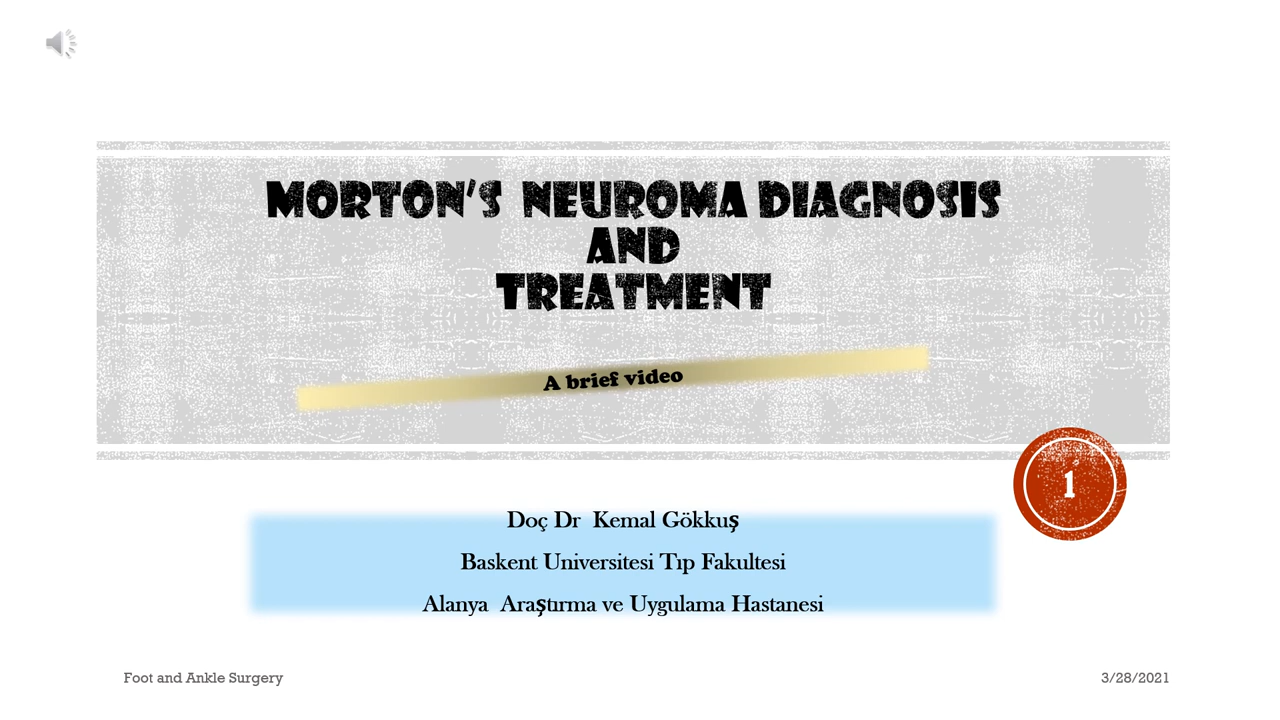 MORTON'S NEUROMA DIAGNOSIS
AND
TREATMENT
A brief video
1
Doç Dr Kemal Gökkuş
Baskent Universitesi Tıp Fakultesi
Alanya Araştırma ve Uygulama Hastanesi
Foot and Ankle Surgery
3/28/2021